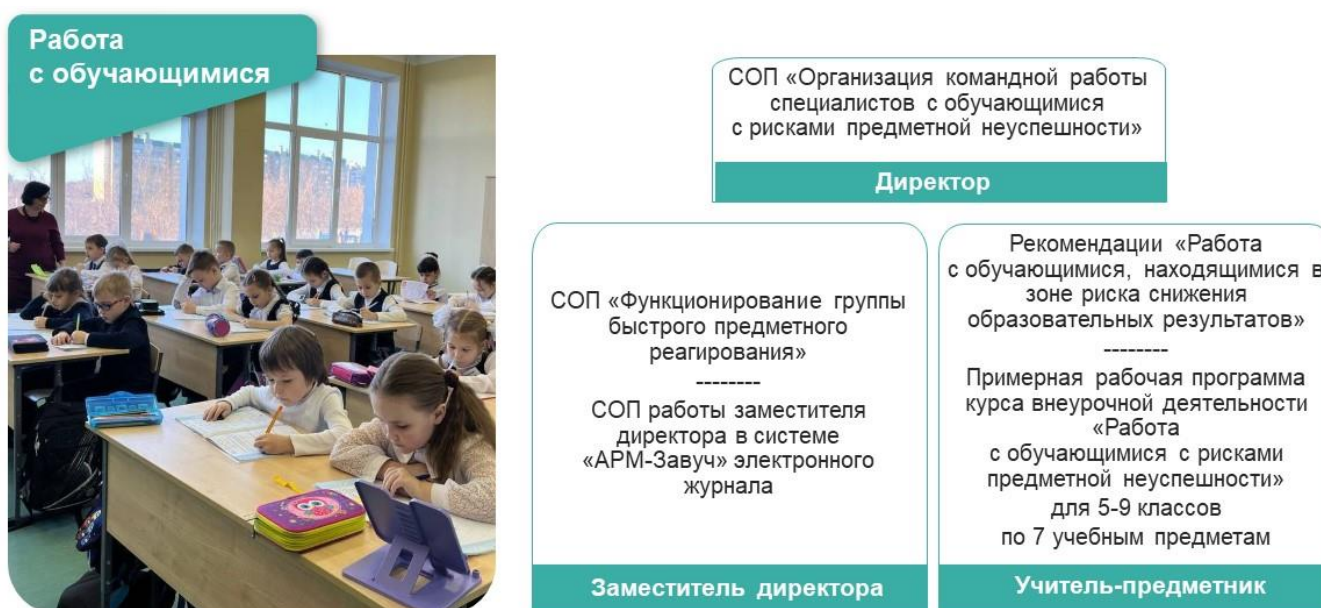 Работа
с обучающимися
СОП «Организация командной работы
специалистов с обучающимися
с рисками предметной неуспешности»
Директор
СОП «Функционирование группы
быстрого предметного
реагирования»
--------
СОП работы заместителя
директора в системе
«АРМ-Завуч» электронного
журнала
Заместитель директора
Рекомендации «Работа
с обучающимися, находящимися в
зоне риска снижения
образовательных результатов»
--------
Примерная рабочая программа
курса внеурочной деятельности
«Работа
с обучающимися с рисками
предметной неуспешности»
для 5-9 классов
по 7 учебным предметам
Учитель-предметник